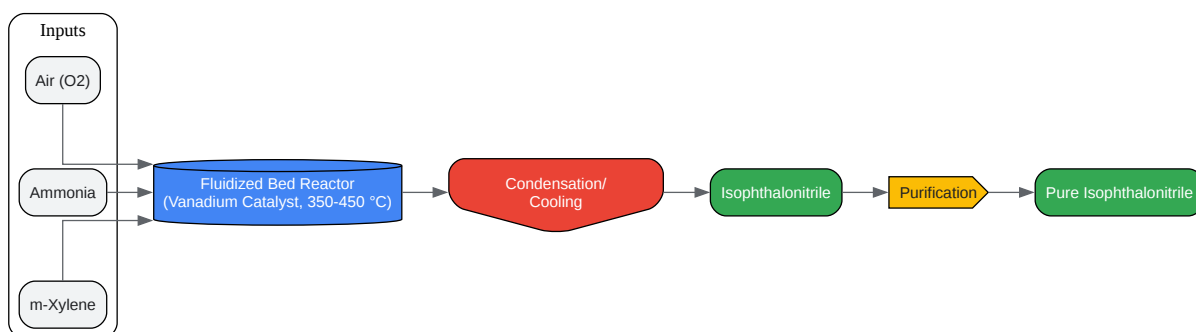 Inputs
Air (O2)
Ammonia
m-Xylene
Fluidized Bed Reactor
(Vanadium Catalyst, 350-450 °C)
Condensation/
Cooling
Isophthalonitrile
Purification
Pure Isophthalonitrile